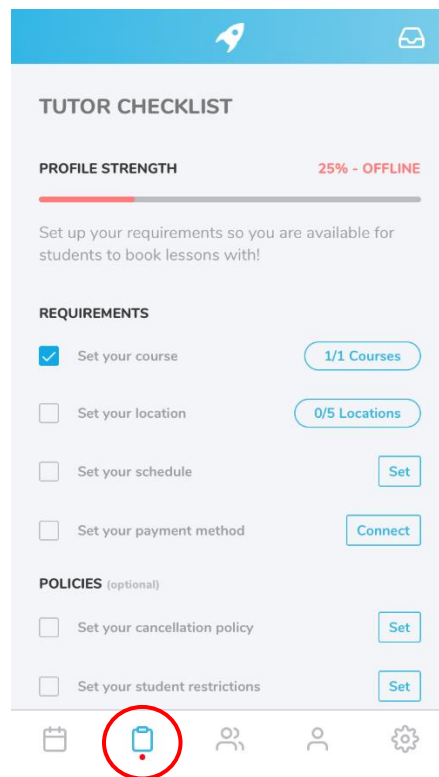 TUTOR CHECKLIST
PROFILE STRENGTH 25% - OFFLINE
Set up your requirements so you are available for
students to book lessons with!
REQUIREMENTS
Set your course 1/1 Courses
Set your location 0/5 Locations
Set your schedule Set
Set your payment method Connect
POLICIES (optional)
Set your cancellation policy Set
Set your student restrictions Set